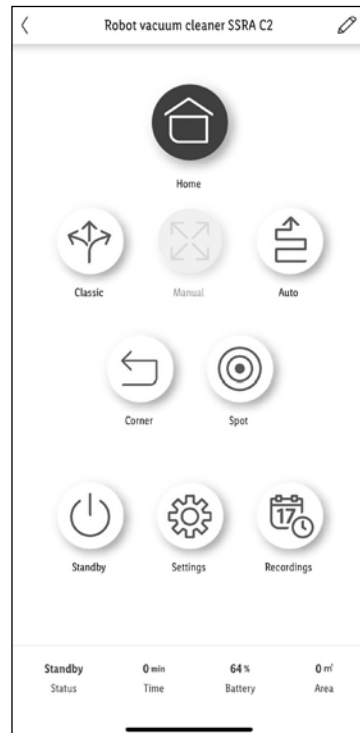 Robot vacuum cleaner SSRA C2
Home
Classic Manual Auto
Corner Spot
17
Standby Settings Recordings
Standby 0 min 64 % 0 ㎡
Status Time Battery Area